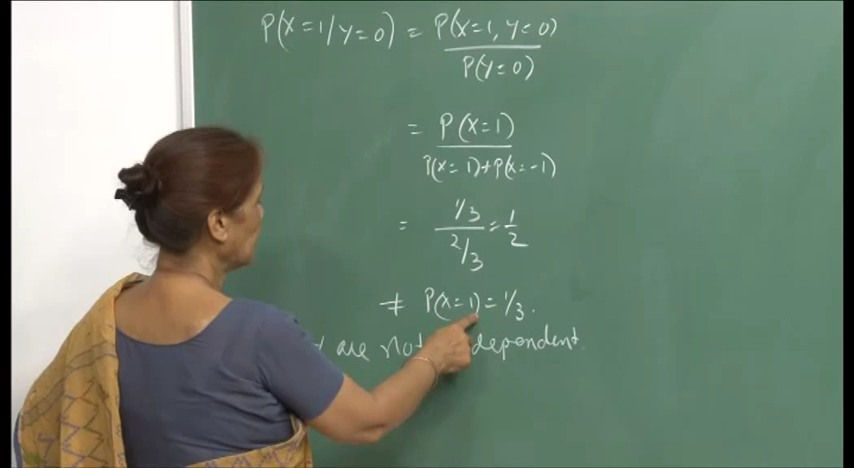 P(X=1/Y=0) = P(X=1, Y=0)
P(Y=0)
= P(X=1)
P(X=1)+P(X=-1)
= 1/3 = 1
2/3 2
≠ P(X=1) = 1/3.
are not dependent.